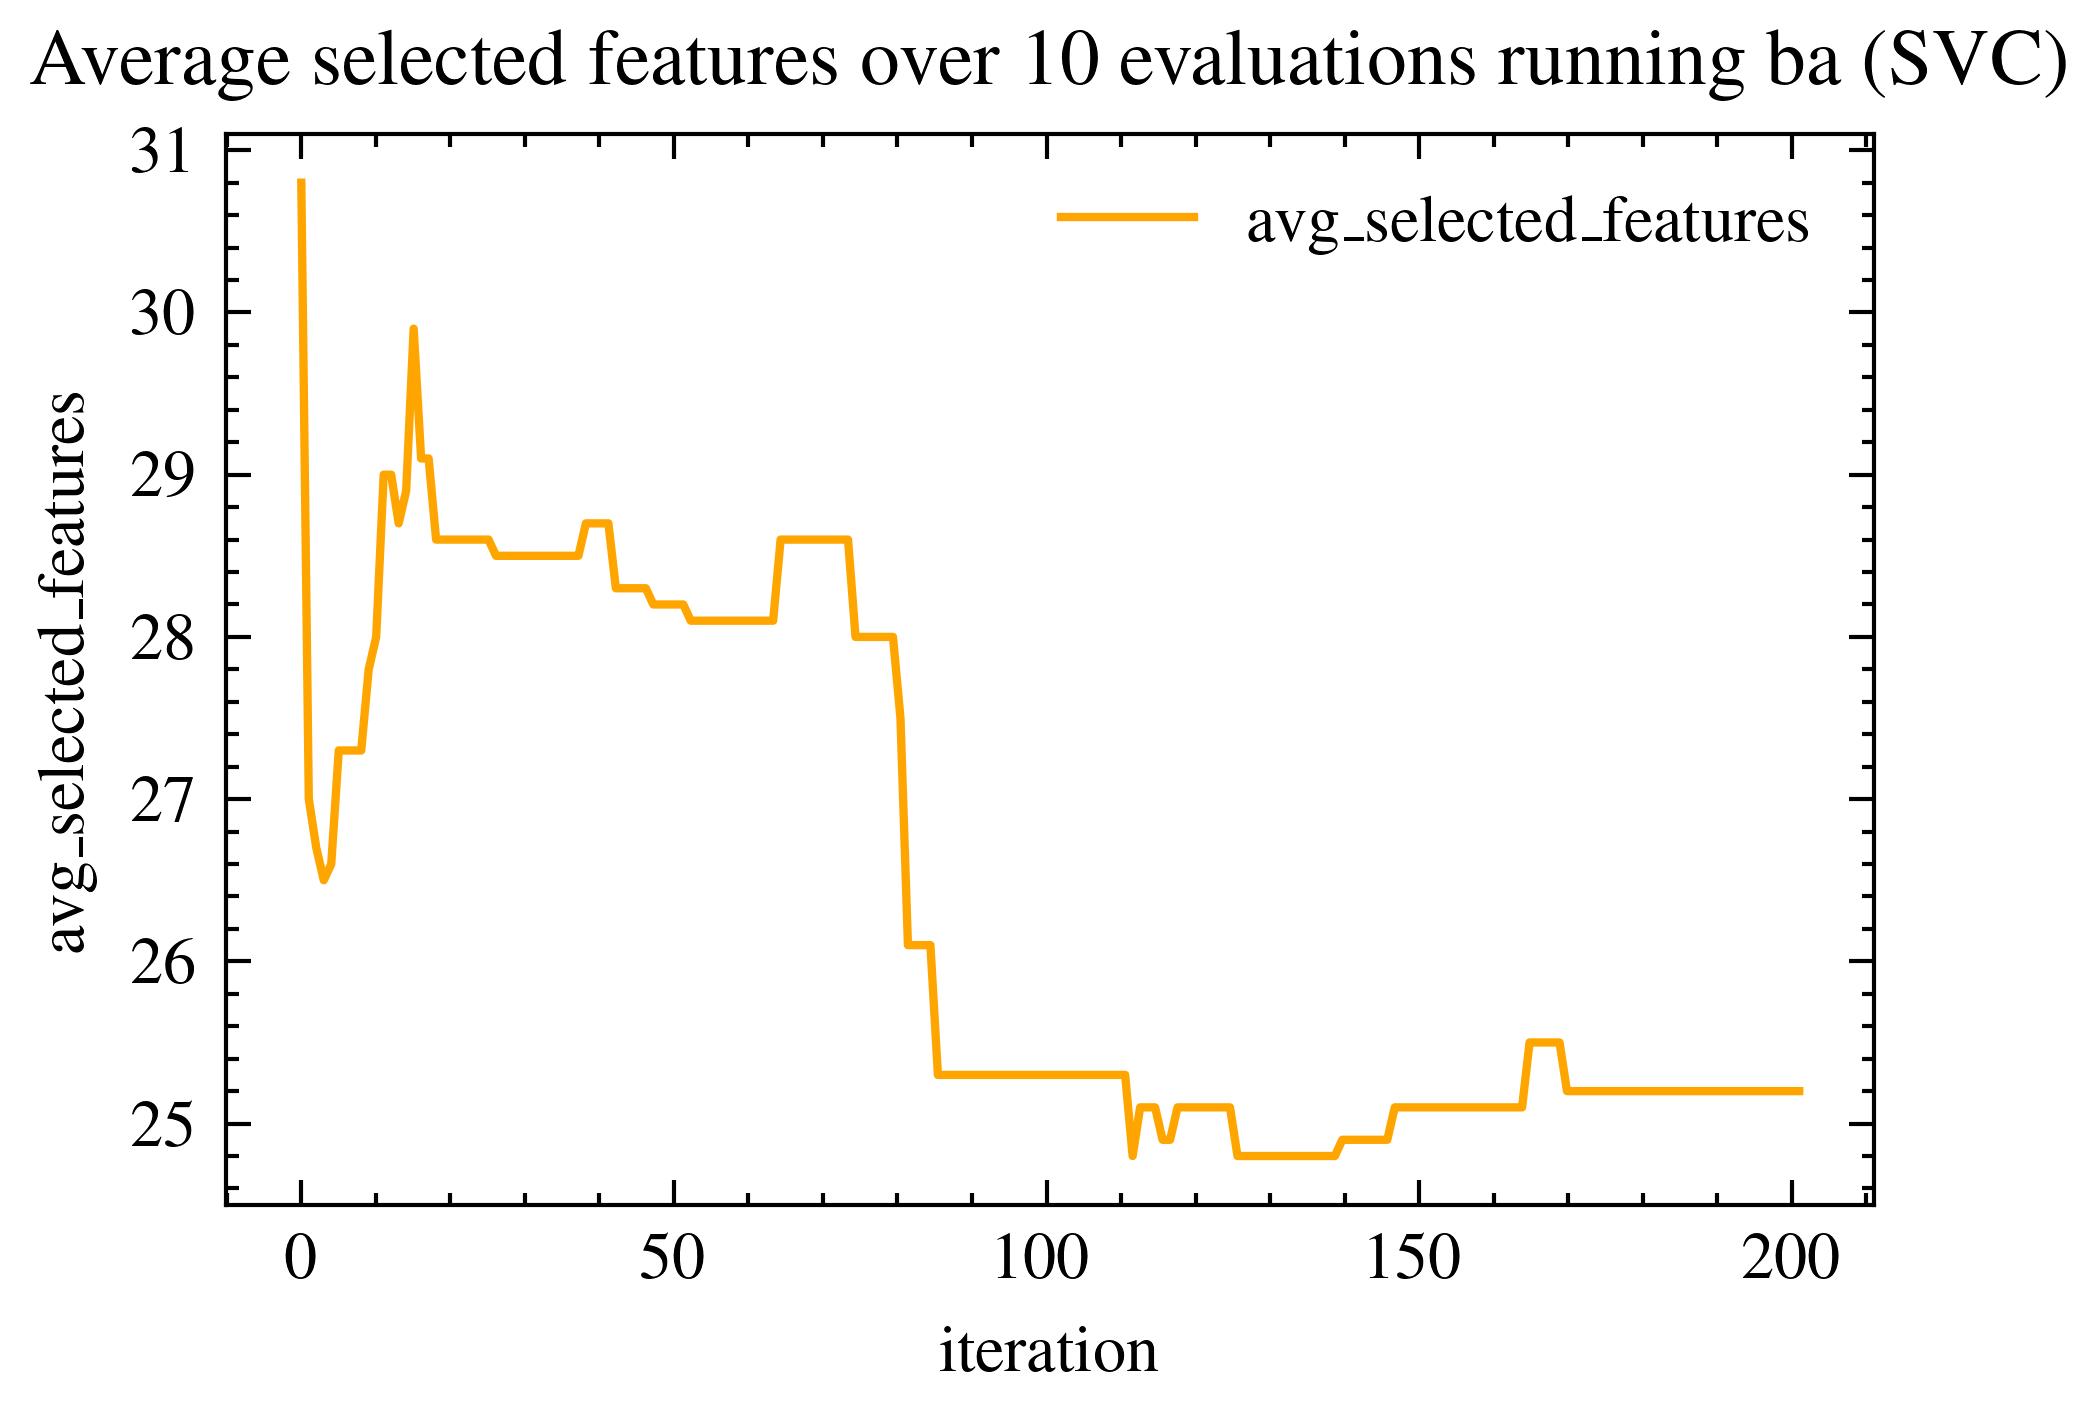 Average selected features over 10 evaluations running ba (SVC)
31
30
29
28
27
26
25
avg_selected_features
avg_selected_features
0 50 100 150 200
iteration